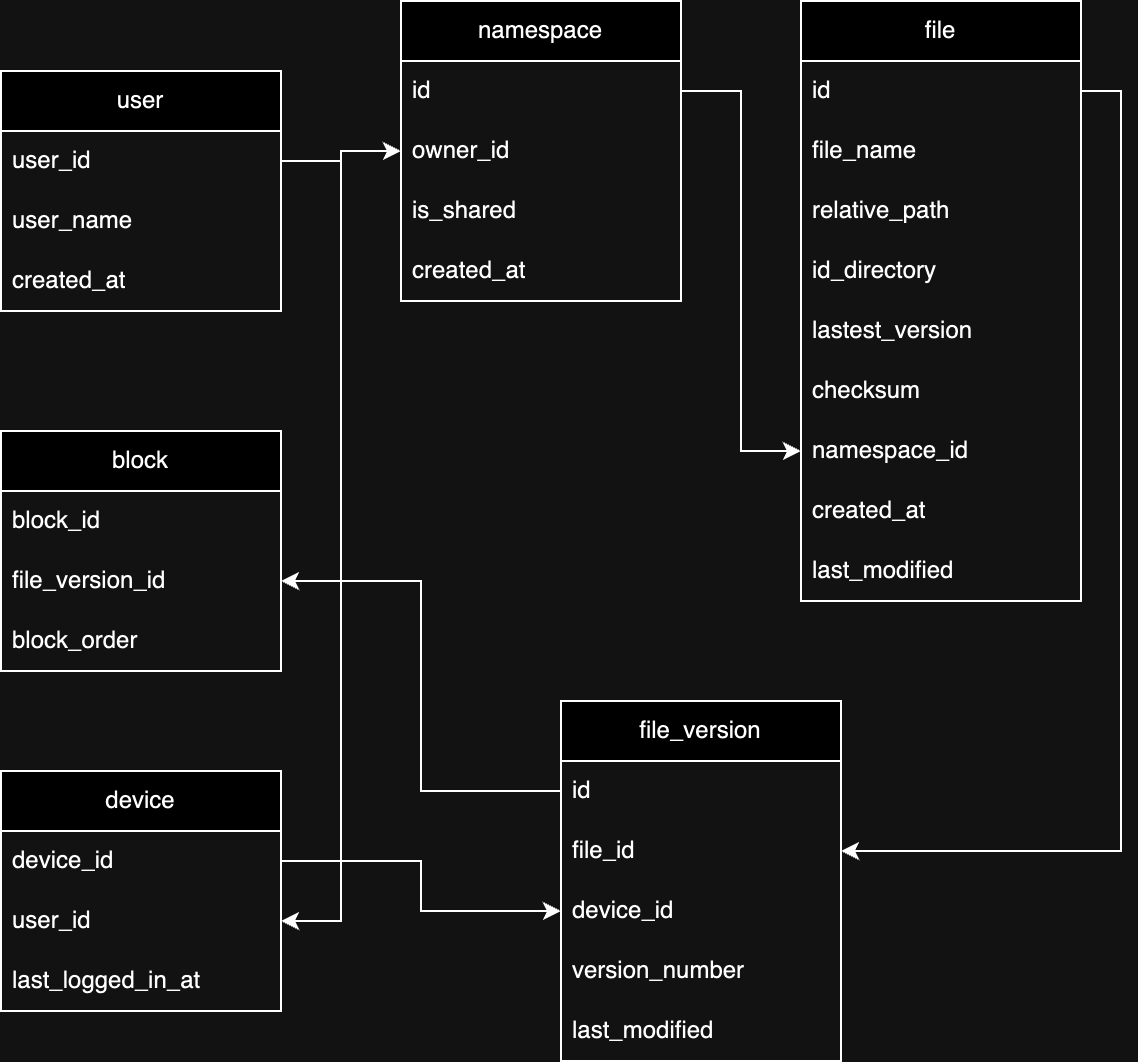 user
user_id
user_name
created_at
namespace
id
owner_id
is_shared
created_at
file
id
file_name
relative_path
id_directory
lastest_version
checksum
namespace_id
created_at
last_modified
block
block_id
file_version_id
block_order
device
device_id
user_id
last_logged_in_at
file_version
id
file_id
device_id
version_number
last_modified